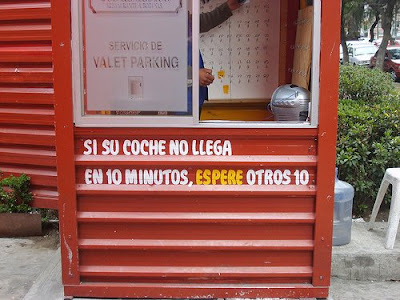 SERVICIO DE
VALET PARKING
SI SU COCHE NO LLEGA
EN 10 MINUTOS, ESPERE OTROS 10